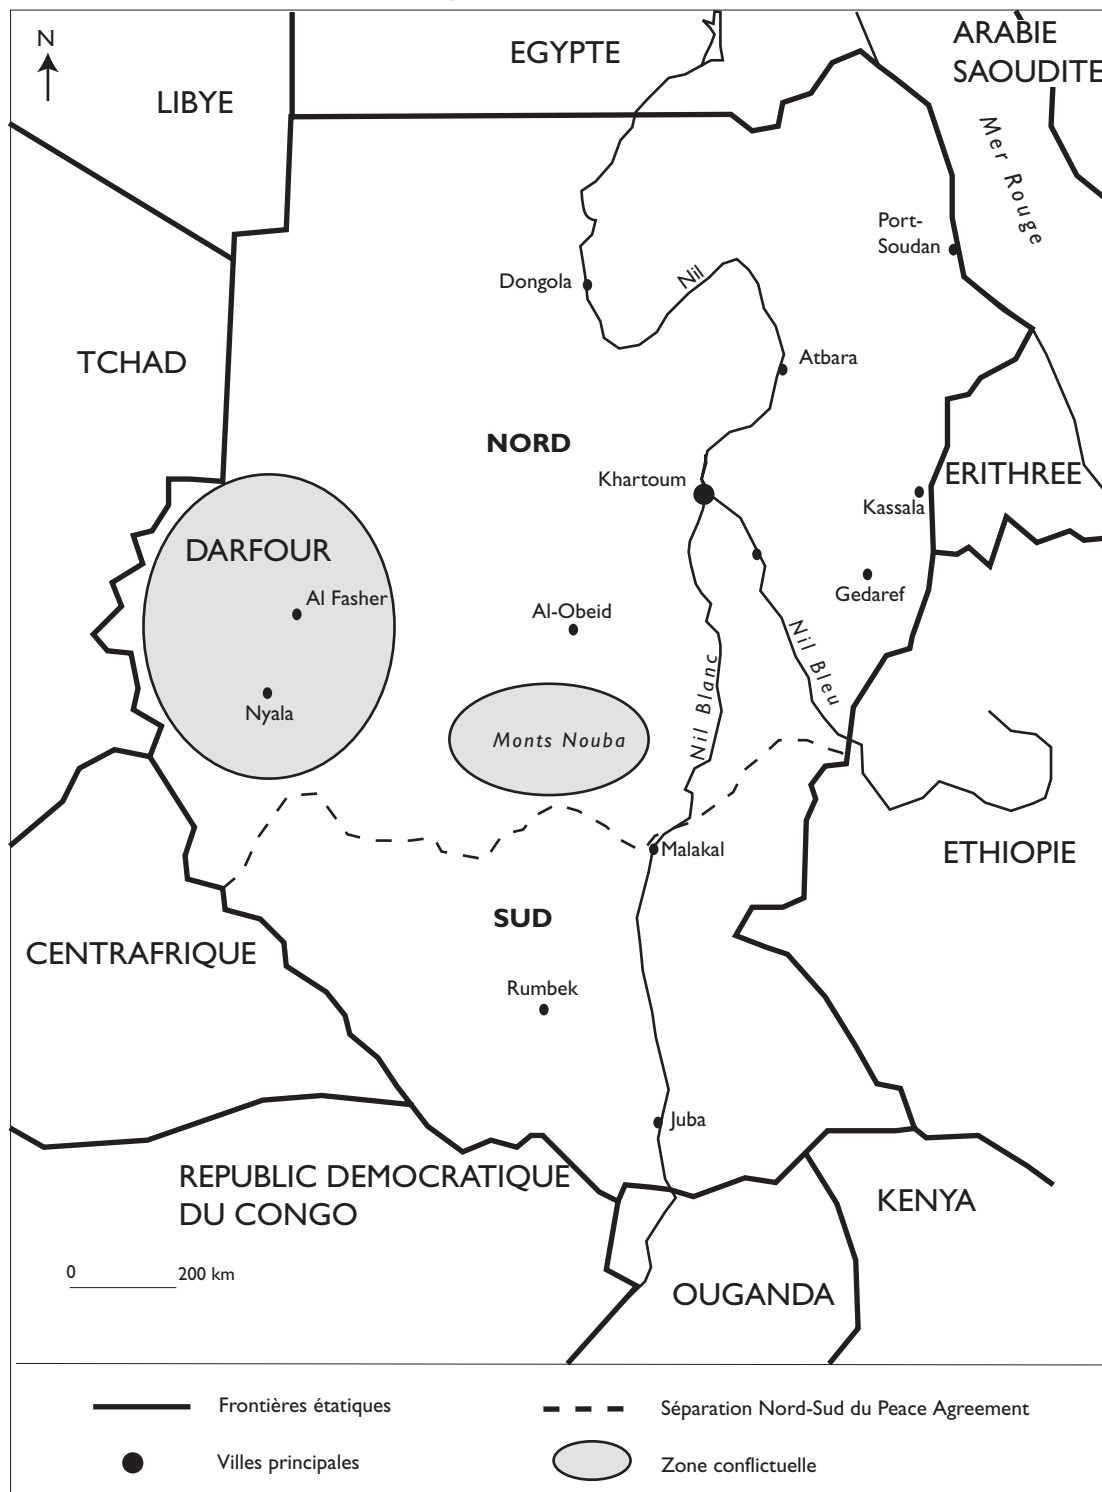 N
EGYPTE
ARABIE
SAOUDITE
LIBYE
Mer Rouge
Port-
Soudan
Nil
Dongola
TCHAD
Atbara
NORD
Khartoum
ERITHREE
Kassala
DARFOUR
Gedaref
Al Fasher
Al-Obeid
Nil Bleu
Nil Blanc
Nyala
Monts Nouba
Malakal
ETHIOPIE
SUD
CENTRAFRIQUE
Rumbek
Juba
REPUBLIC DEMOCRATIQUE
DU CONGO
KENYA
0 200 km
OUGANDA
Frontières étatiques
Séparation Nord-Sud du Peace Agreement
Villes principales
Zone conflictuelle